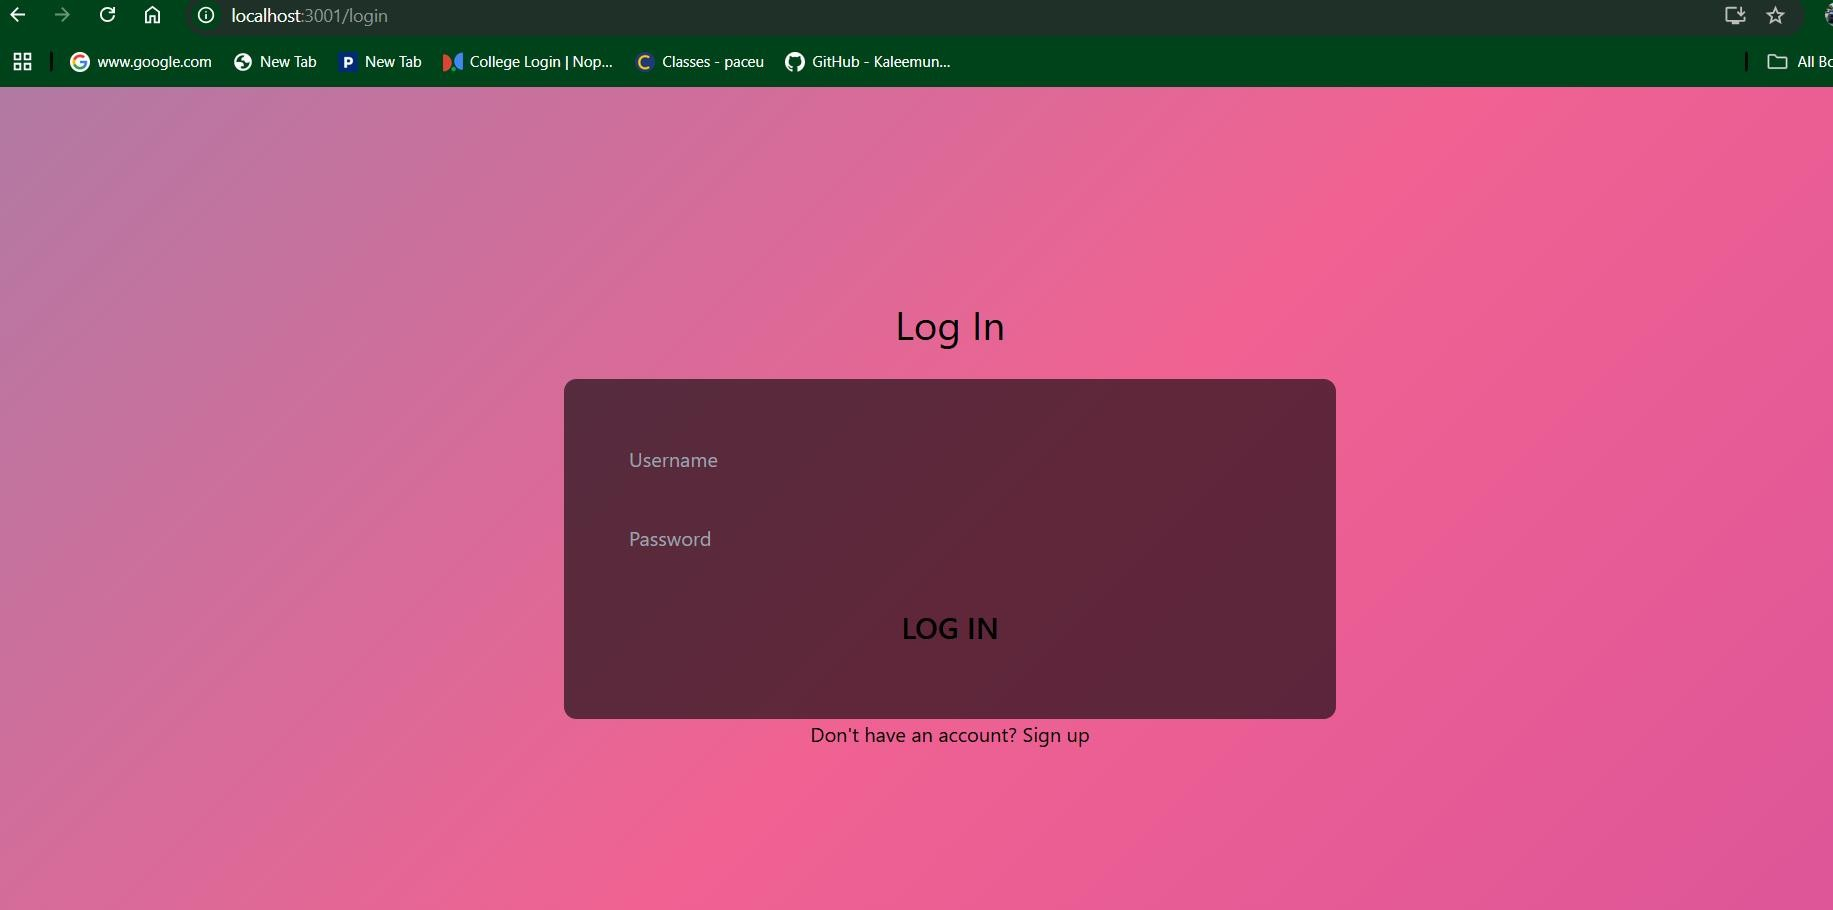 localhost:3001/login
www.google.com New Tab P New Tab College Login | Nop... C Classes - paceu GitHub - Kaleemun... All Bo
Log In
Username
Password
LOG IN
Don't have an account? Sign up